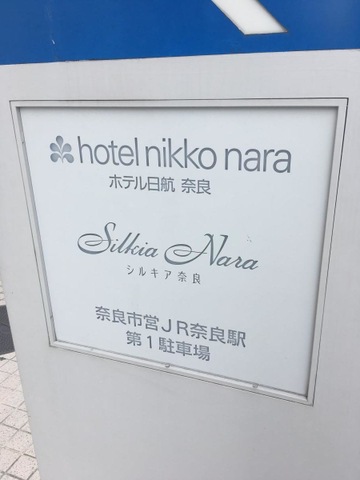 hotel nikko nara
ホテル日航 奈良
Silkia Nara
シルキア奈良
奈良市営JR奈良駅
第1駐車場